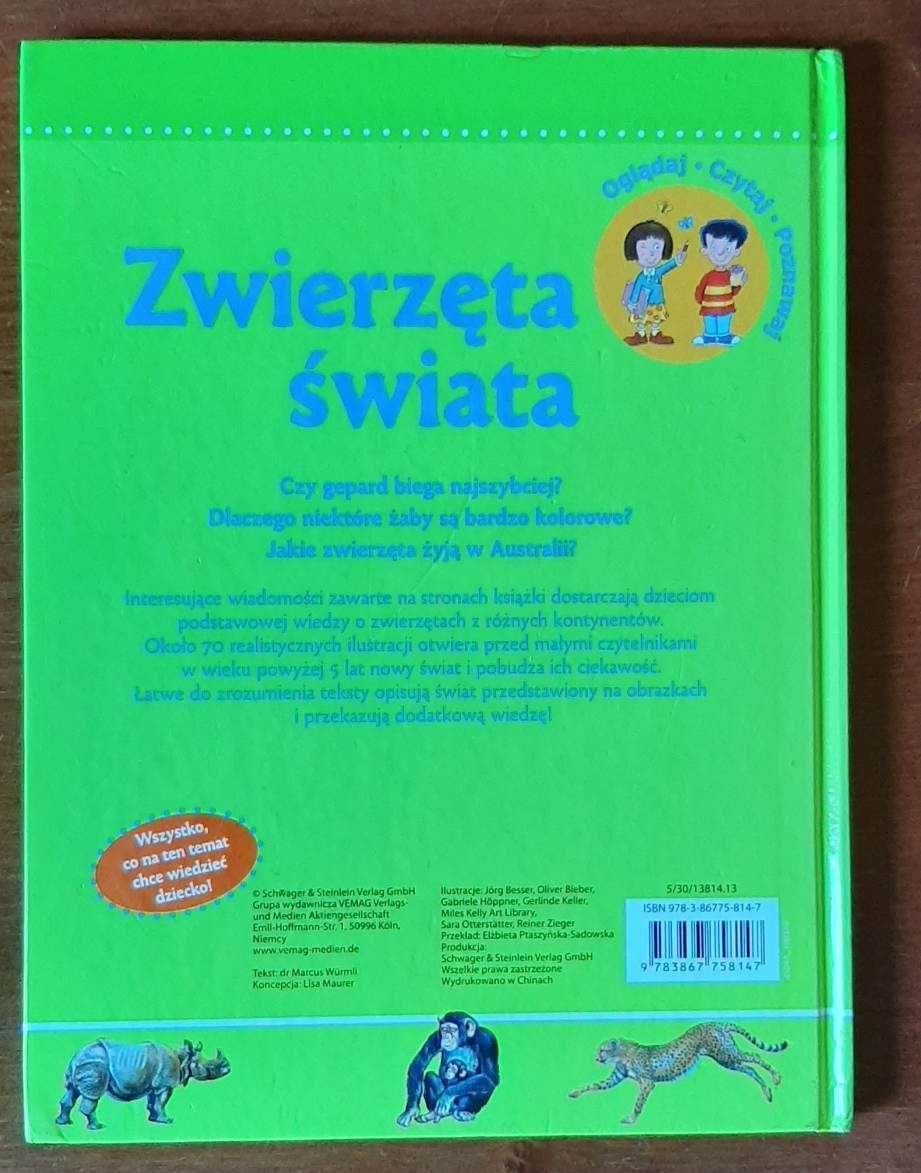 Oglądaj • Czytaj • Poznawaj
Zwierzęta
świata
Czy gepard biega najszybciej?
Dlaczego niektóre żaby są bardzo kolorowe?
Jakie zwierzęta żyją w Australii?
Interesujące wiadomości zawarte na stronach książki dostarczają dzieciom
podstawowej wiedzy o zwierzętach z różnych kontynentów.
Około 70 realistycznych ilustracji otwiera przed małymi czytelnikami
w wieku powyżej 5 lat nowy świat i pobudza ich ciekawość.
Łatwe do zrozumienia teksty opisują świat przedstawiony na obrazkach
i przekazują dodatkową wiedzę!
Wszystko,
co na ten temat
chce wiedzieć
dziecko!
© Schwager & Steinlein Verlag GmbH
Grupa wydawnicza VEMAG Verlags-
und Medien Aktiengesellschaft
Emil-Hoffmann-Str. 1, 50996 Köln,
Niemcy
www.vemag-medien.de
Tekst: dr Marcus Würmli
Koncepcja: Lisa Maurer
Ilustracje: Jörg Besser, Oliver Bieber,
Gabriele Höppner, Gerlinde Keller,
Miles Kelly Art Library,
Sara Otterstätter, Reiner Zieger
Przekład: Elżbieta Ptaszyńska-Sadowska
Produkcja:
Schwager & Steinlein Verlag GmbH
Wszelkie prawa zastrzeżone
Wydrukowano w Chinach
5/30/13814.13
ISBN 978-3-86775-814-7
9 783867 758147